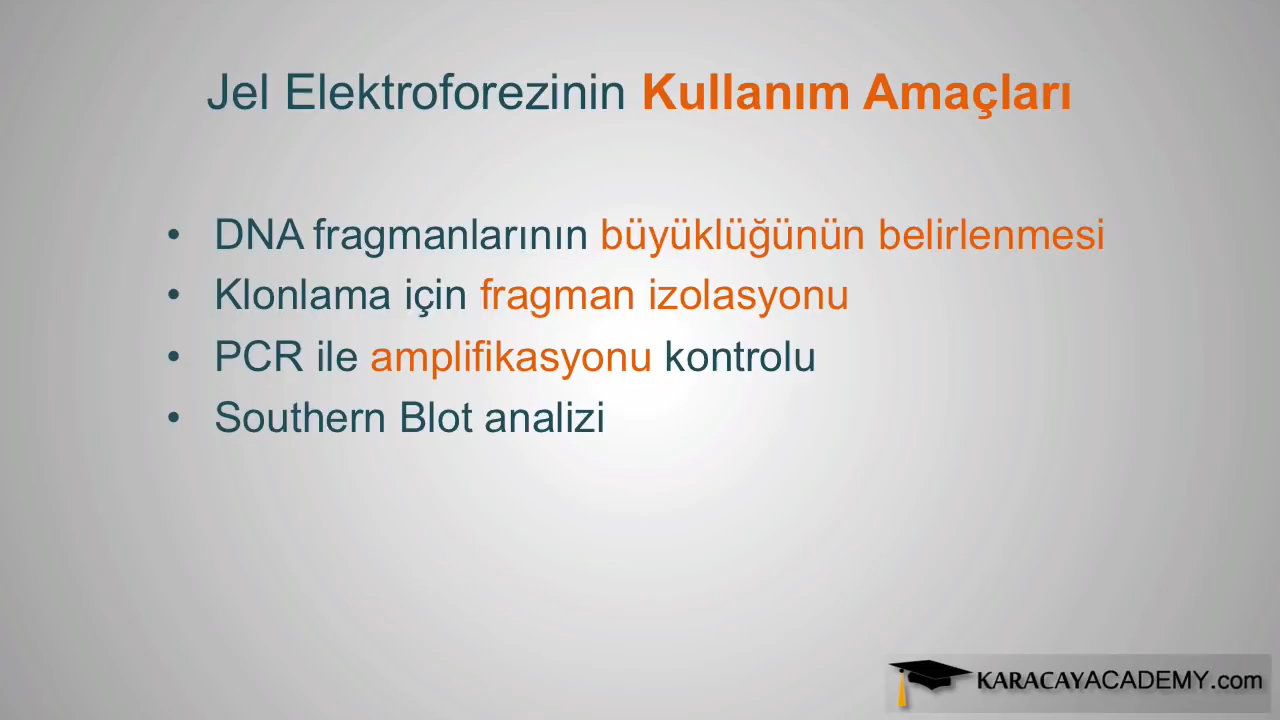 Jel Elektroforezinin Kullanım Amaçları
• DNA fragmanlarının büyüklüğünün belirlenmesi
• Klonlama için fragman izolasyonu
• PCR ile amplifikasyonu kontrolu
• Southern Blot analizi
KARACAYACADEMY.com